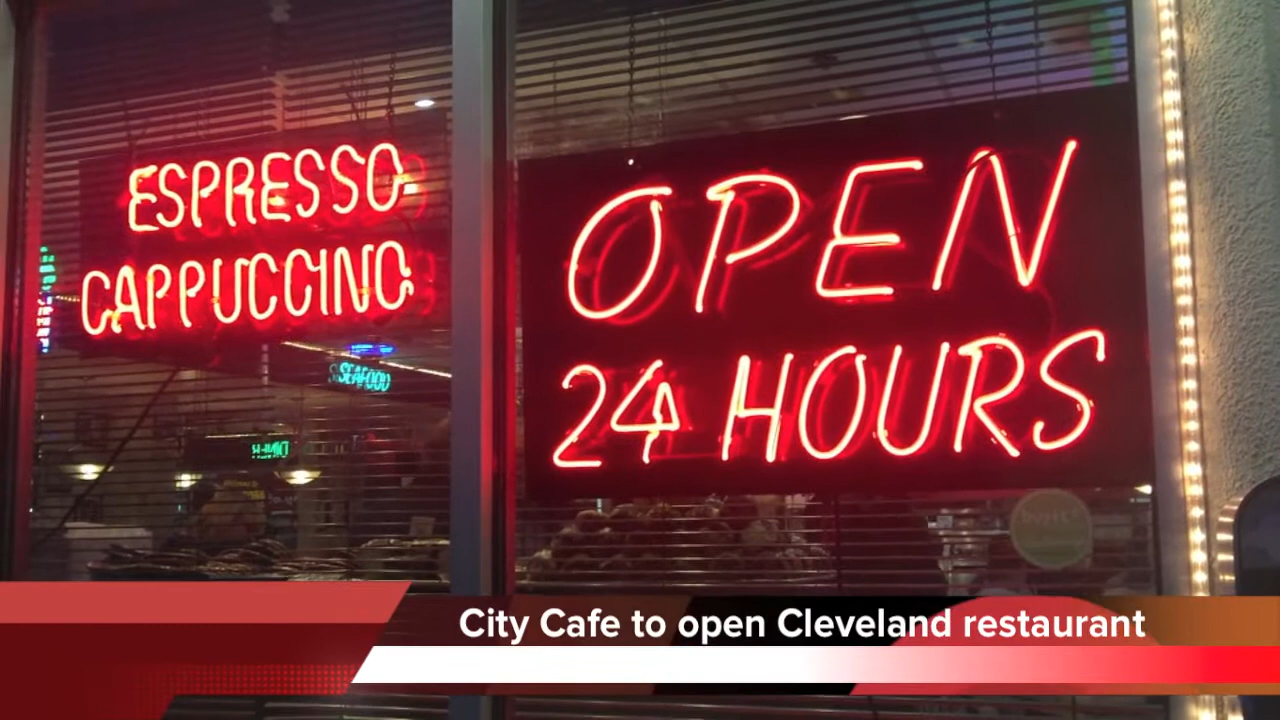 ESPRESSO
CAPPUCCINO
OPEN
24 HOURS
SEAFOOD
City Cafe to open Cleveland restaurant